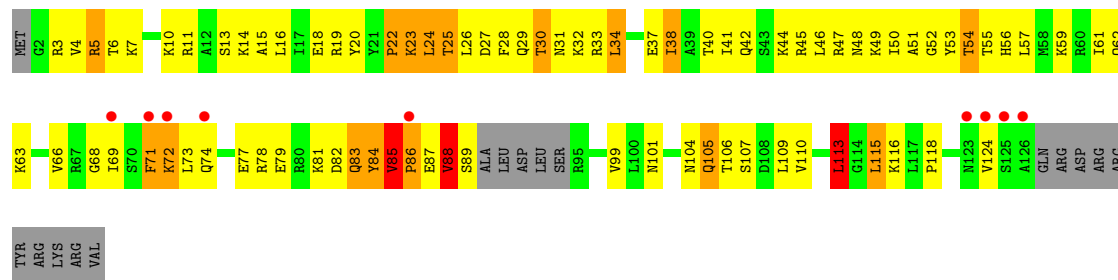 MET G2 R3 V4 R5 T6 K7 K10 R11 A12 S13 K14 A15 L16 I17 E18 R19 Y20 Y21 P22 K23 L24 T25 L26 D27 F28 Q29 T30 N31 K32 R33 L34 E37 I38 A39 T40 I41 Q42 S43 K44 R45 L46 R47 N48 K49 I50 A51 G52 Y53 T54 T55 H56 L57 M58 K59 R60 I61 Q62
K63 V66 R67 G68 I69 S70 F71 K72 L73 Q74 E77 R78 E79 R80 K81 D82 Q83 Y84 V85 P86 E87 V88 S89 ALA LEU ASP LEU SER R95 V99 L100 N101 N104 Q105 T106 S107 D108 L109 V110 L113 G114 L115 K116 L117 P118 N123 V124 S125 A126 GLN ARG ASP ARG ARG
TYR ARG LYS ARG VAL